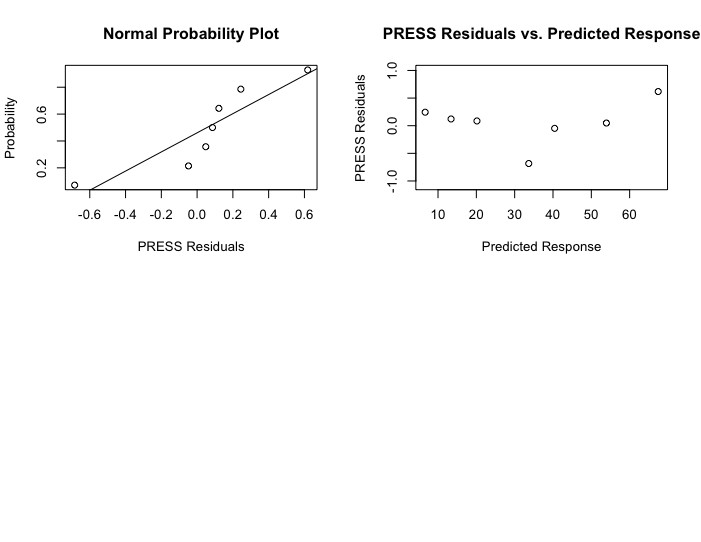 Normal Probability Plot
Probability
0.2
0.6
-0.6 -0.4 -0.2 0.0 0.2 0.4 0.6
PRESS Residuals
PRESS Residuals vs. Predicted Response
PRESS Residuals
-1.0
0.0
1.0
10 20 30 40 50 60
Predicted Response